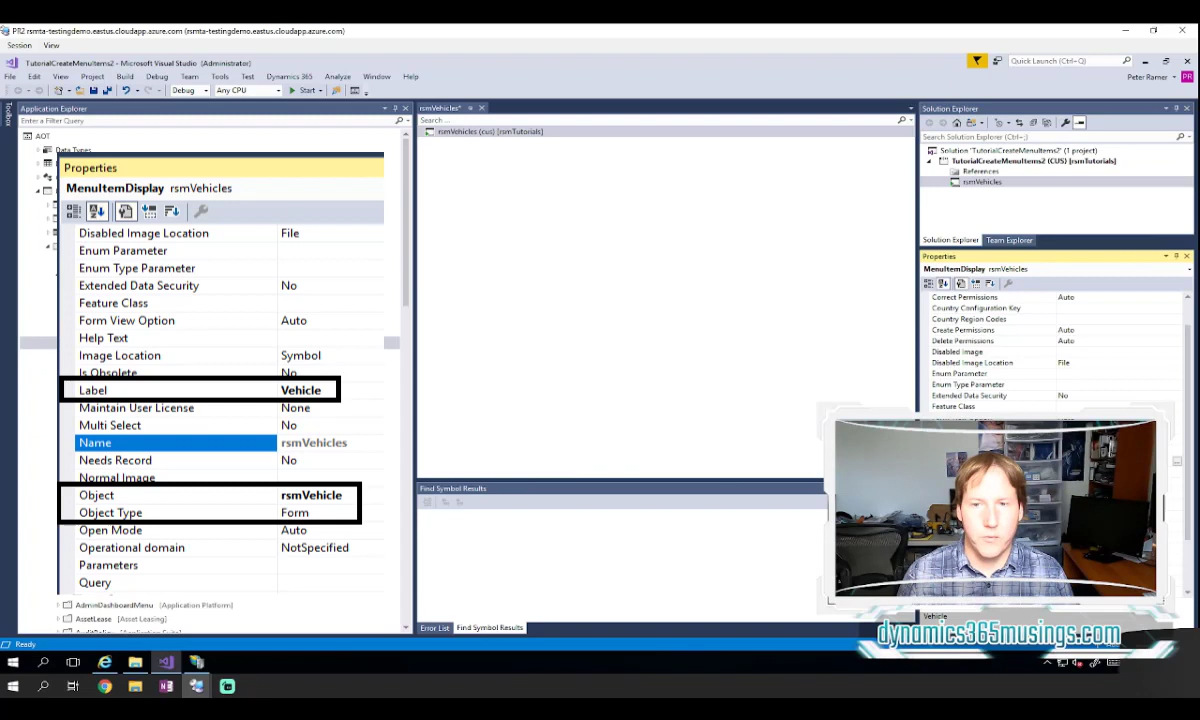 PR2 rsmta-testingdemo.eastus.cloudapp.azure.com (rsmta-testingdemo.eastus.cloudapp.azure.com)
Session View
TutorialCreateMenuItems2 - Microsoft Visual Studio (Administrator)
Quick Launch (Ctrl+Q)
File Edit View Project Build Debug Team Tools Test Dynamics 365 Analyze Window Help
Peter Ramer PR
Debug Any CPU Start
Toolbox
Application Explorer
Enter a Filter Query
AOT
Data Types
Properties
MenuItemDisplay rsmVehicles
Disabled Image Location File
Enum Parameter
Enum Type Parameter
Extended Data Security No
Feature Class
Form View Option Auto
Help Text
Image Location Symbol
Is Obsolete No
Label Vehicle
Maintain User License None
Multi Select No
Name rsmVehicles
Needs Record No
Normal Image
Object rsmVehicle
Object Type Form
Open Mode Auto
Operational domain NotSpecified
Parameters
Query
AdminDashboardMenu [Application Platform]
AssetLease [Asset Leasing]
rsmVehicles*
Search...
rsmVehicles (cus) [rsmTutorials]
Find Symbol Results
Error List Find Symbol Results
Solution Explorer
Search Solution Explorer (Ctrl+;)
Solution 'TutorialCreateMenuItems2' (1 project)
TutorialCreateMenuItems2 (CUS) [rsmTutorials]
References
rsmVehicles
Solution Explorer Team Explorer
Properties
MenuItemDisplay rsmVehicles
Correct Permissions Auto
Country Configuration Key
Country Region Codes
Create Permissions Auto
Delete Permissions Auto
Disabled Image
Disabled Image Location File
Enum Parameter
Enum Type Parameter
Extended Data Security No
Feature Class
Vehicle
dynamics365musings.com
Ready